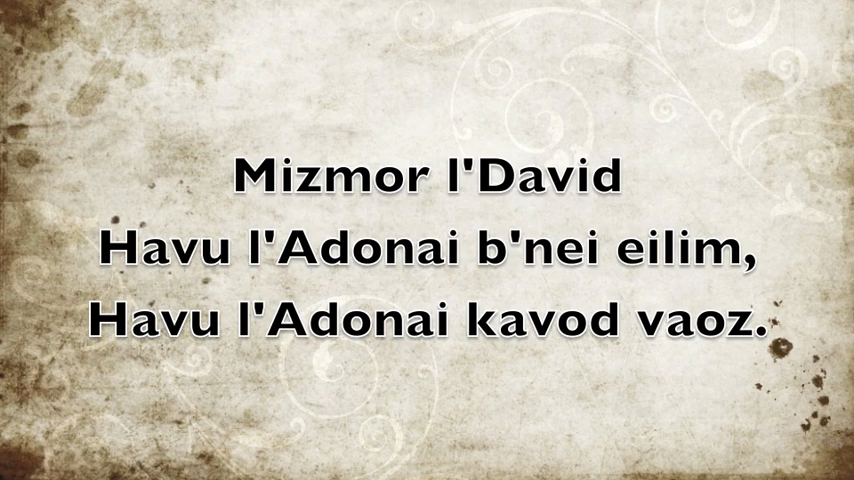 Mizmor l'David
Havu l'Adonai b'nei eilim,
Havu l'Adonai kavod vaoz.